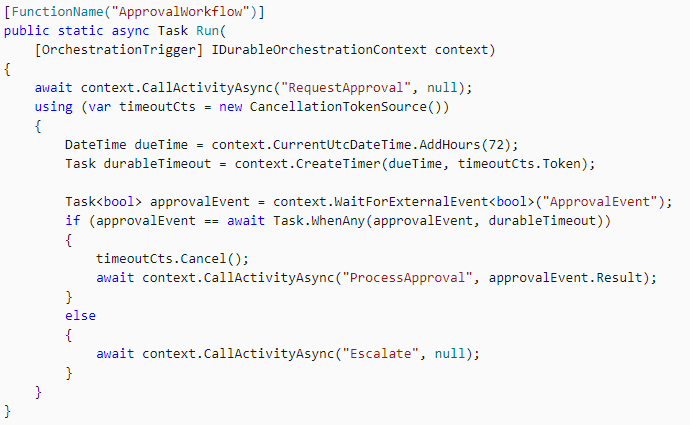 [FunctionName("ApprovalWorkflow")]
public static async Task Run(
    [OrchestrationTrigger] IDurableOrchestrationContext context)
{
    await context.CallActivityAsync("RequestApproval", null);
    using (var timeoutCts = new CancellationTokenSource())
    {
        DateTime dueTime = context.CurrentUtcDateTime.AddHours(72);
        Task durableTimeout = context.CreateTimer(dueTime, timeoutCts.Token);

        Task<bool> approvalEvent = context.WaitForExternalEvent<bool>("ApprovalEvent");
        if (approvalEvent == await Task.WhenAny(approvalEvent, durableTimeout))
        {
            timeoutCts.Cancel();
            await context.CallActivityAsync("ProcessApproval", approvalEvent.Result);
        }
        else
        {
            await context.CallActivityAsync("Escalate", null);
        }
    }
}